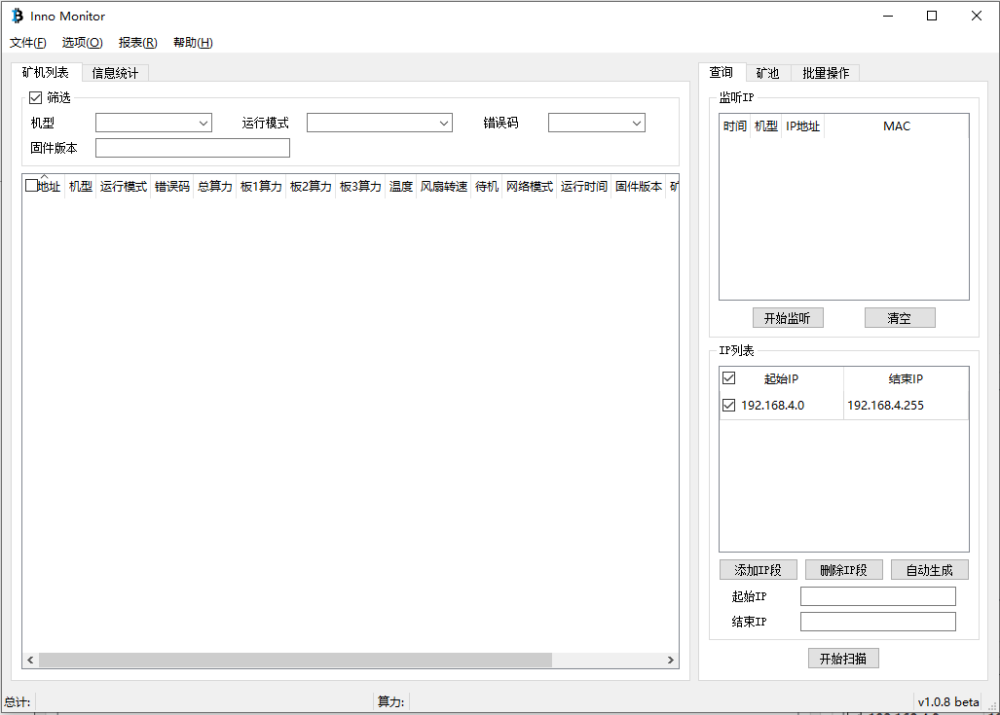 Inno Monitor
文件(F) 选项(O) 报表(R) 帮助(H)
矿机列表 信息统计
筛选
机型 运行模式 错误码
固件版本
地址 机型 运行模式 错误码 总算力 板1算力 板2算力 板3算力 温度 风扇转速 待机 网络模式 运行时间 固件版本
查询 矿池 批量操作
监听IP
时间 机型 IP地址 MAC
开始监听 清空
IP列表
起始IP 结束IP
192.168.4.0 192.168.4.255
添加IP段 删除IP段 自动生成
起始IP
结束IP
开始扫描
总计: 算力: v1.0.8 beta